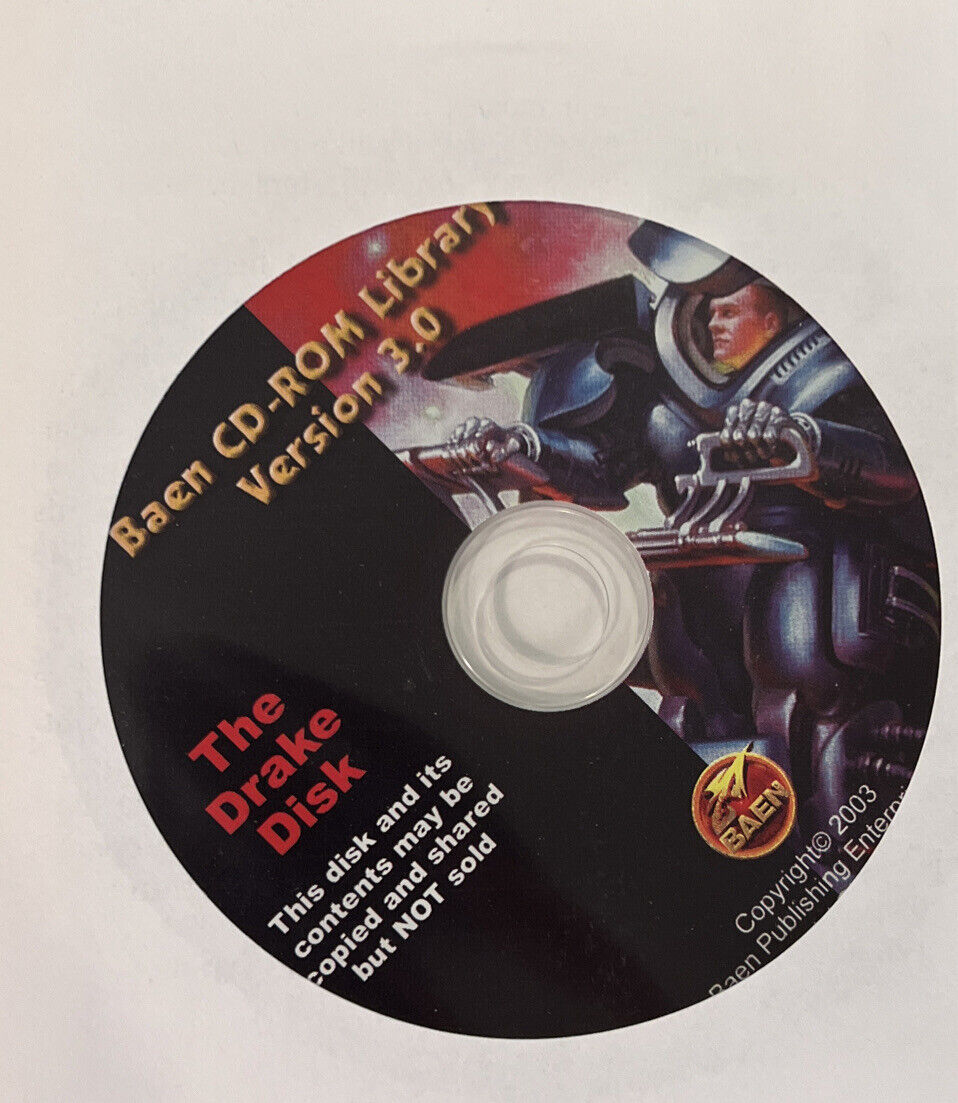 Baen CD-ROM Library
Version 3.0
The
Drake
Disk
This disk and its
contents may be
copied and shared
but NOT sold
BAEN
Copyright© 2003
Baen Publishing Enterpri